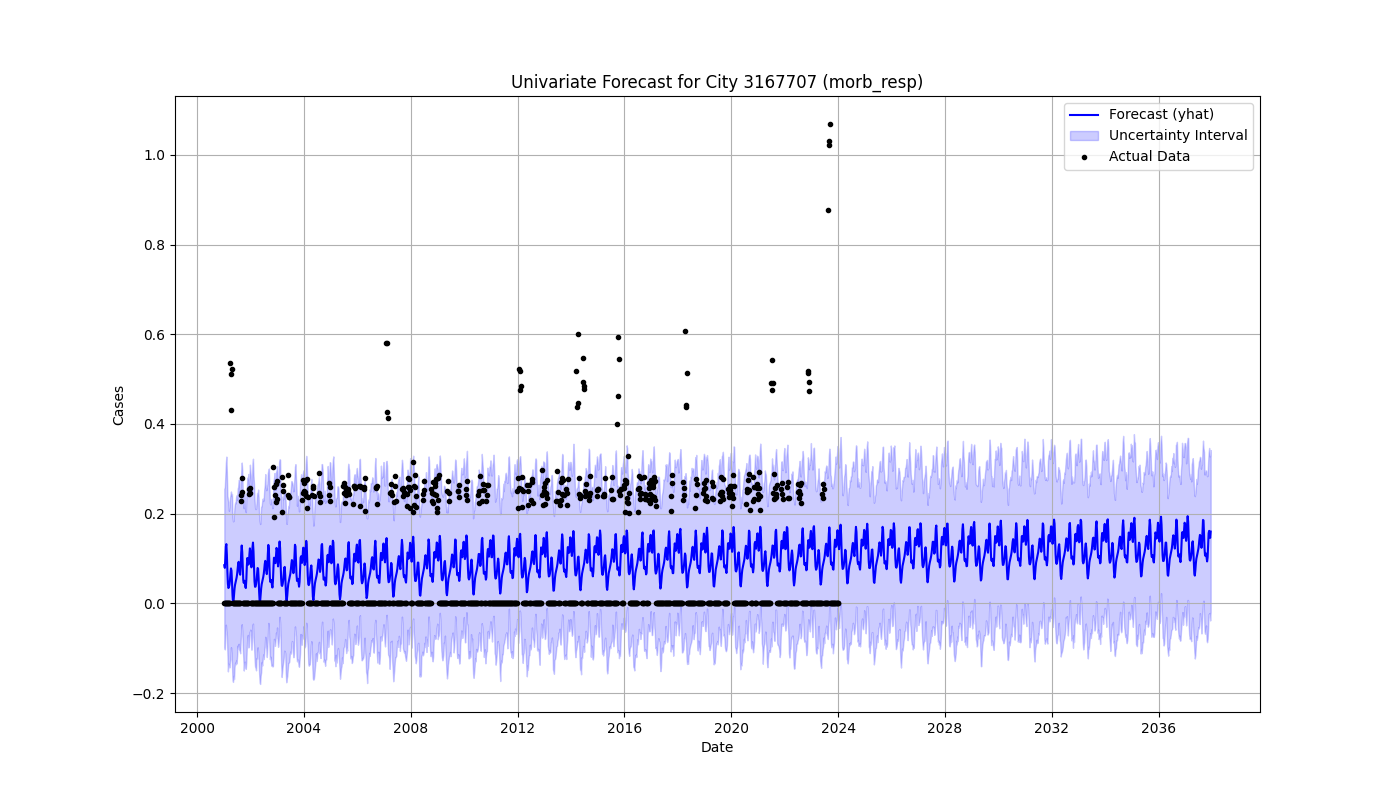 Univariate Forecast for City 3167707 (morb_resp)
Forecast (yhat)
Uncertainty Interval
Actual Data
1.0
0.8
0.6
0.4
0.2
0.0
−0.2
Cases
2000 2004 2008 2012 2016 2020 2024 2028 2032 2036
Date